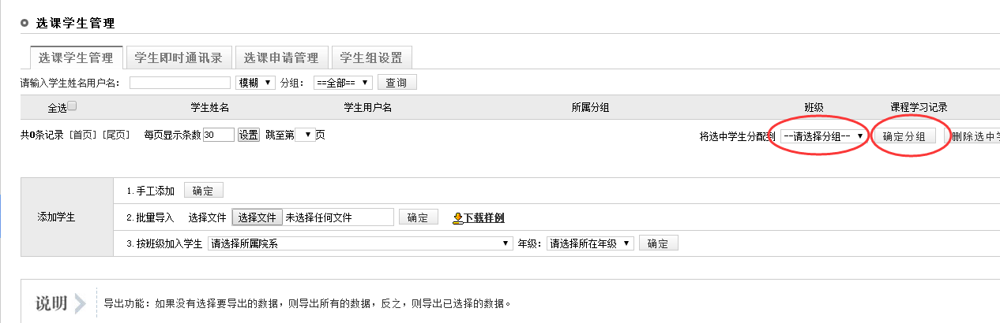 选课学生管理
选课学生管理 学生即时通讯录 选课申请管理 学生组设置
请输入学生姓名用户名： 模糊 分组： ==全部== 查询
全选 学生姓名 学生用户名 所属分组 班级 课程学习记录
共0条记录 [首页] [尾页] 每页显示条数 30 设置 跳至第 页 将选中学生分配到 --请选择分组-- 确定分组 删除选中学
添加学生
1.手工添加 确定
2.批量导入 选择文件 选择文件 未选择任何文件 确定 下载样例
3.按班级加入学生 请选择所属院系 年级： 请选择所在年级 确定
说明 导出功能：如果没有选择要导出的数据，则导出所有的数据，反之，则导出已选择的数据。